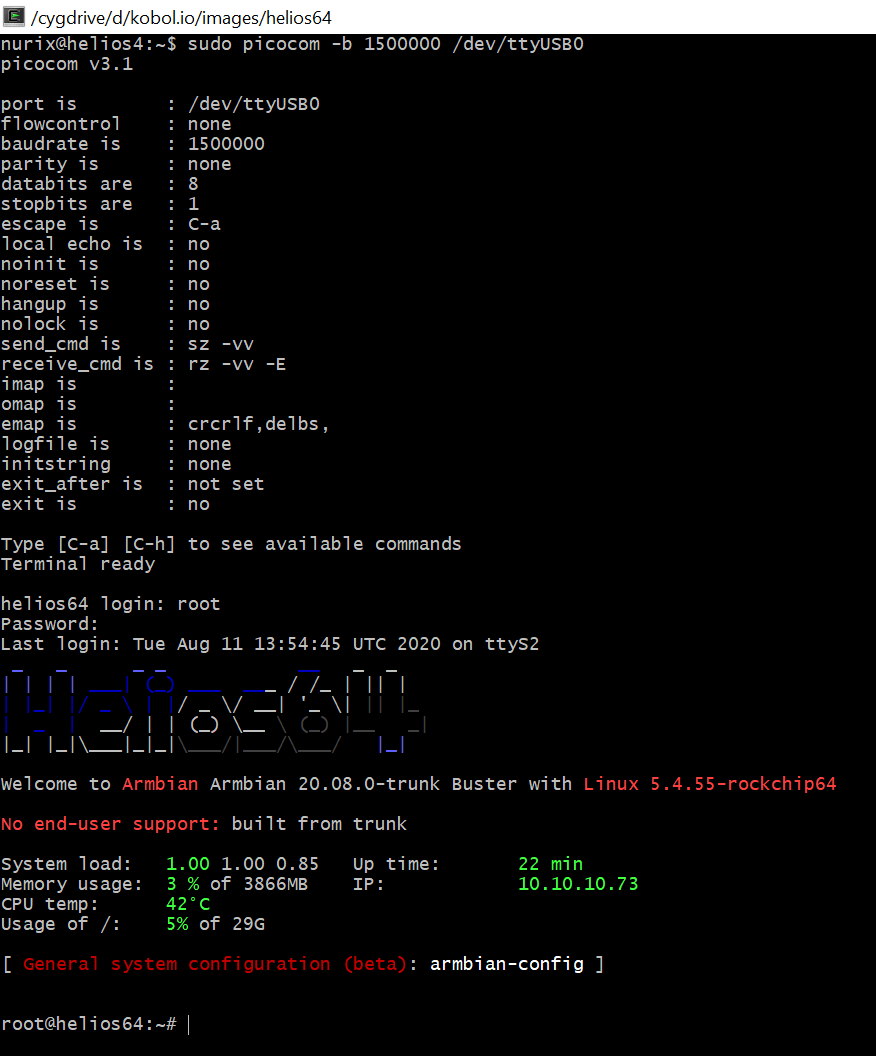 /cygdrive/d/kobol.io/images/helios64
nurix@helios4:~$ sudo picocom -b 1500000 /dev/ttyUSB0
picocom v3.1
port is        : /dev/ttyUSB0
flowcontrol    : none
baudrate is    : 1500000
parity is      : none
databits are   : 8
stopbits are   : 1
escape is      : C-a
local echo is  : no
noinit is      : no
noreset is     : no
hangup is      : no
nolock is      : no
send_cmd is    : sz -vv
receive_cmd is : rz -vv -E
imap is        :
omap is        :
emap is        : crcrlf,delbs,
logfile is     : none
initstring     : none
exit_after is  : not set
exit is        : no
Type [C-a] [C-h] to see available commands
Terminal ready
helios64 login: root
Password:
Last login: Tue Aug 11 13:54:45 UTC 2020 on ttyS2
Helios64
Welcome to Armbian Armbian 20.08.0-trunk Buster with Linux 5.4.55-rockchip64
No end-user support: built from trunk
System load:   1.00 1.00 0.85   Up time:       22 min
Memory usage:  3 % of 3866MB    IP:            10.10.10.73
CPU temp:      42°C
Usage of /:    5% of 29G
[ General system configuration (beta): armbian-config ]
root@helios64:~#